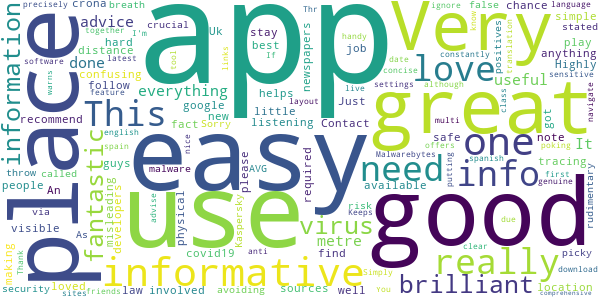 precisely crona breath
play hard constantly false
together I'm Thr
app
Very
ignore know language
although chance simple stated
crucial Uk
advice
distance stay best If
handy job
newspapers
multi anything Highly
place
information
done
confusing
everything
software latest
feature
warns
follow
google new
helps little listening
toal
links
live Just
settings
date concise
love
useful
positives
play
sensitive
translation
navigate
recommend
This
fact Sorry
layout Contact
great
class
got
note
It
safe
tracing
easy
one
people
throw called
An
via
visible
As
fantastic
english
spain
guys
misleading
developers
nice
malware
AVG
please
required
need
info
available
Malwarebytes
offers
putting
spanish
poking
first
genuine
rudimentary
use
good
physical
advise
Kaspersky
covid19
anti
virus
metre
find
risk
Keeps
really
due
clear
picky
download
making
Thank
security
loved
sites
friends
informative
law involved
avoiding
sources
Simply
well
You
brilliant
location
comprehensive